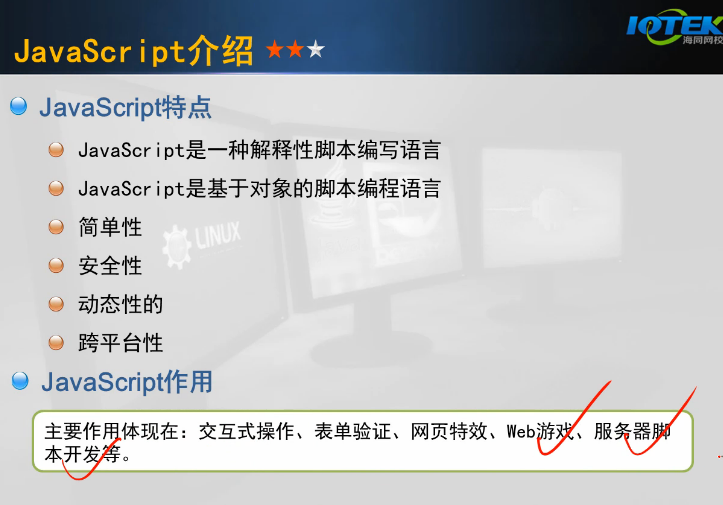 JavaScript介绍
IOTEK
海同网校
JavaScript特点
JavaScript是一种解释性脚本编写语言
JavaScript是基于对象的脚本编程语言
LINUX
简单性
安全性
动态性的
跨平台性
JavaScript作用
主要作用体现在：交互式操作、表单验证、网页特效、Web游戏、服务器脚
本开发等。